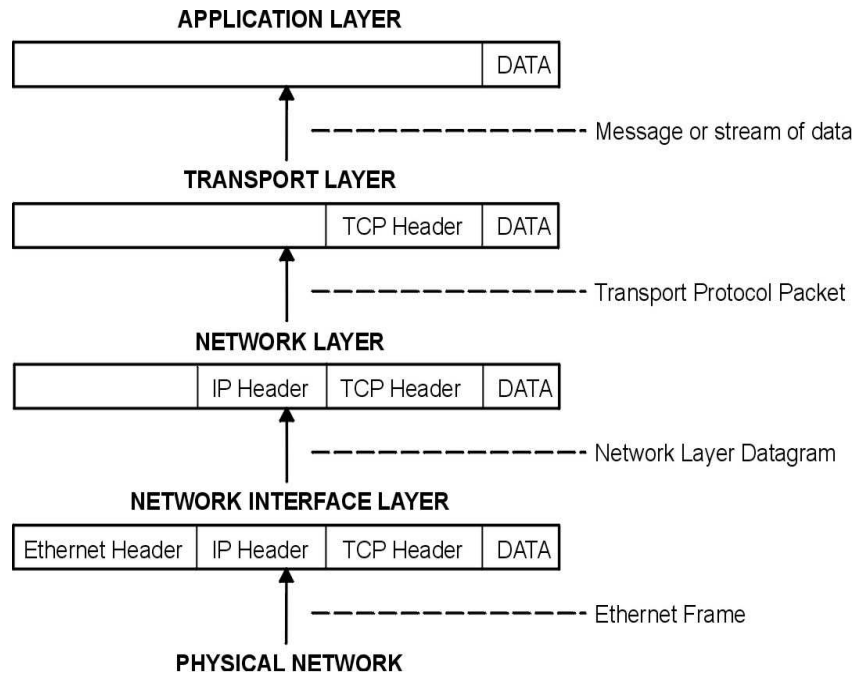 APPLICATION LAYER
DATA
Message or stream of data
TRANSPORT LAYER
TCP Header DATA
Transport Protocol Packet
NETWORK LAYER
IP Header TCP Header DATA
Network Layer Datagram
NETWORK INTERFACE LAYER
Ethernet Header IP Header TCP Header DATA
Ethernet Frame
PHYSICAL NETWORK